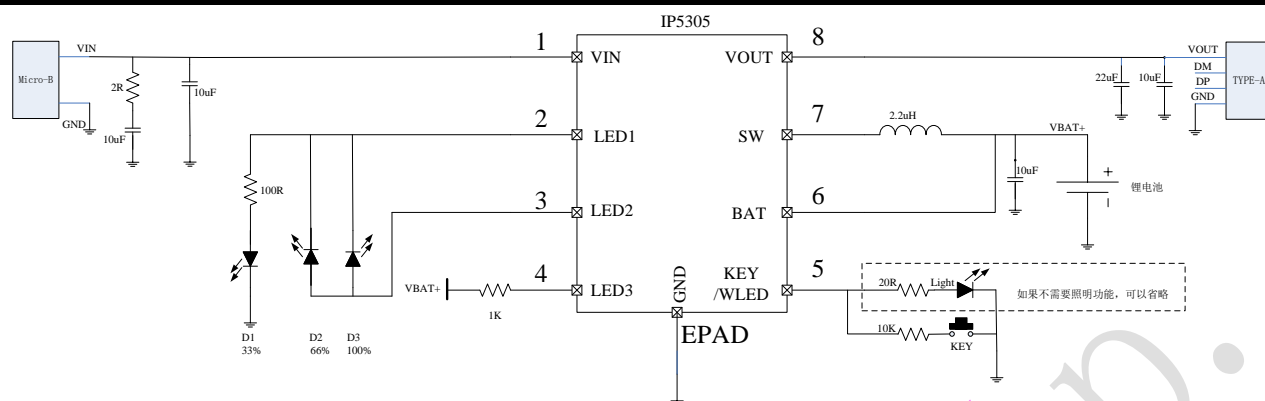 IP5305
Micro-B
VIN
GND
2R
10uF
10uF
1
VIN
2
LED1
3
LED2
4
LED3
100R
D1
33%
D2
66%
D3
100%
VBAT+
1K
GND
EPAD
8
VOUT
7
SW
6
BAT
5
KEY
/WLED
22uF
10uF
VOUT
DM
DP
GND
TYPE-A
2.2uH
VBAT+
10uF
+
锂电池
20R
Light
如果不需要照明功能，可以省略
10K
KEY